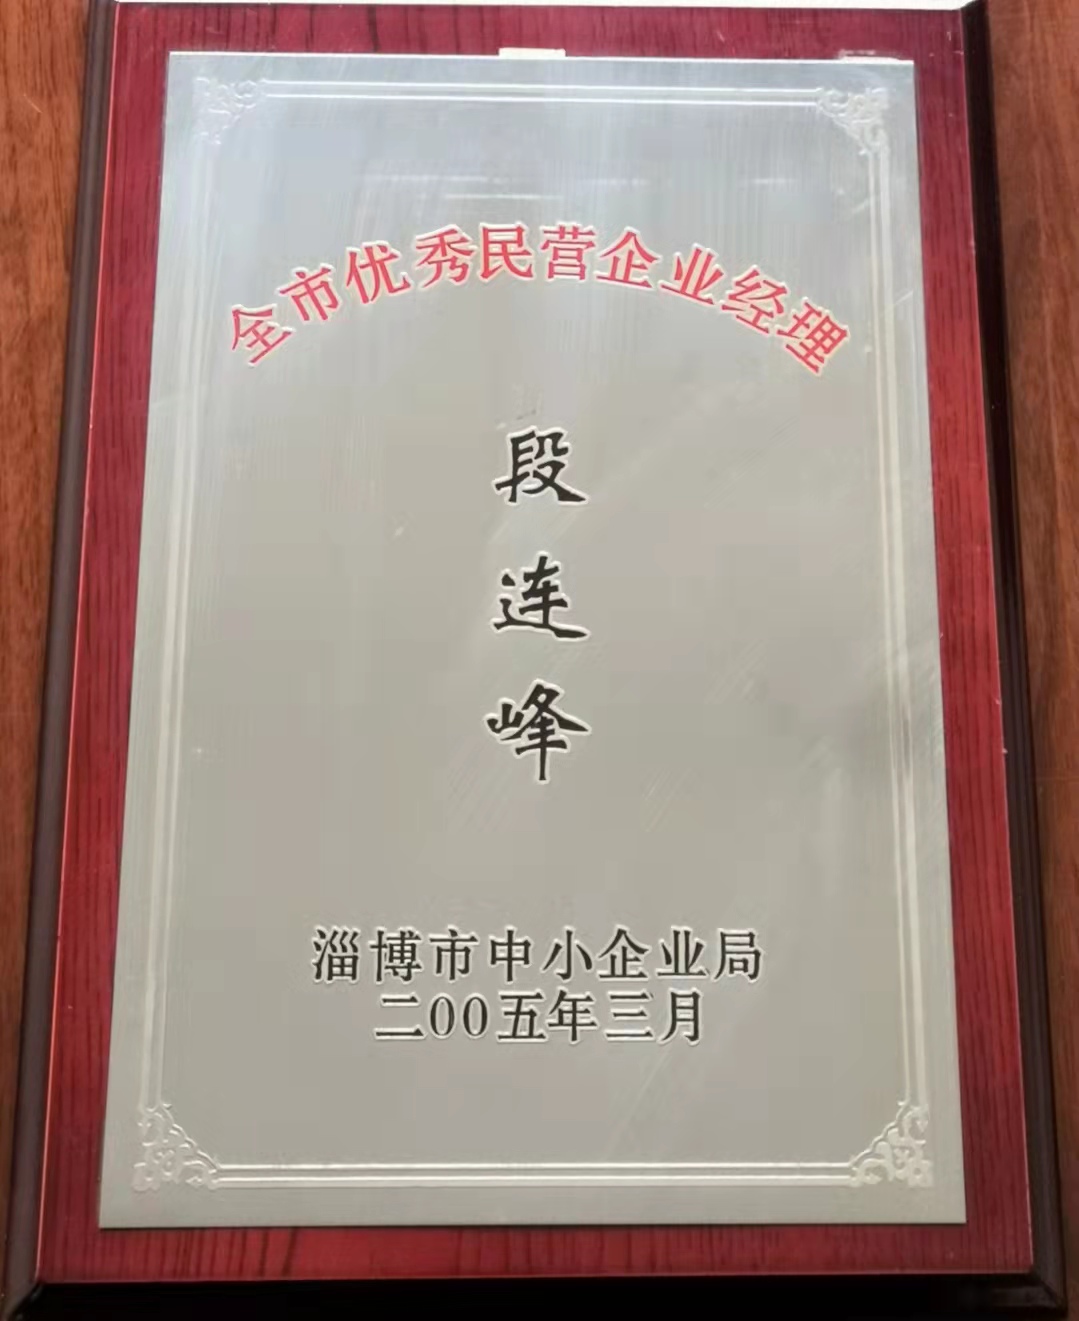 全市优秀民营企业经理
段连峰
淄博市中小企业局
二00五年三月